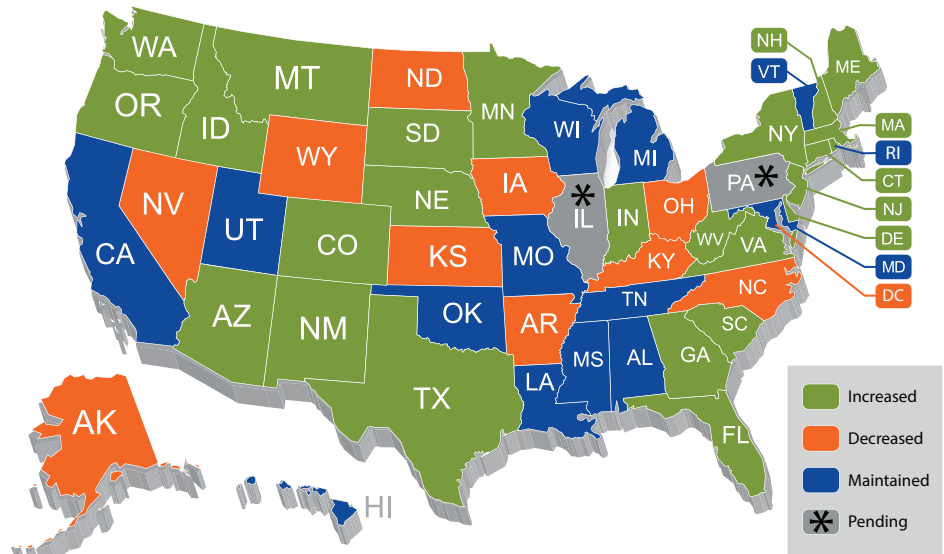 WA
MT
ND
MN
OR
ID
SD
WY
WI
MI
NH
VT
ME
NY
MA
RI
CT
NJ
DE
MD
DC
NV
UT
CA
CO
NE
IA
KS
MO
*
IL
IN
OH
PA*
WV
VA
KY
NC
TN
SC
AZ
NM
OK
AR
TX
LA
MS
AL
GA
FL
AK
HI
Increased
Decreased
Maintained
* Pending